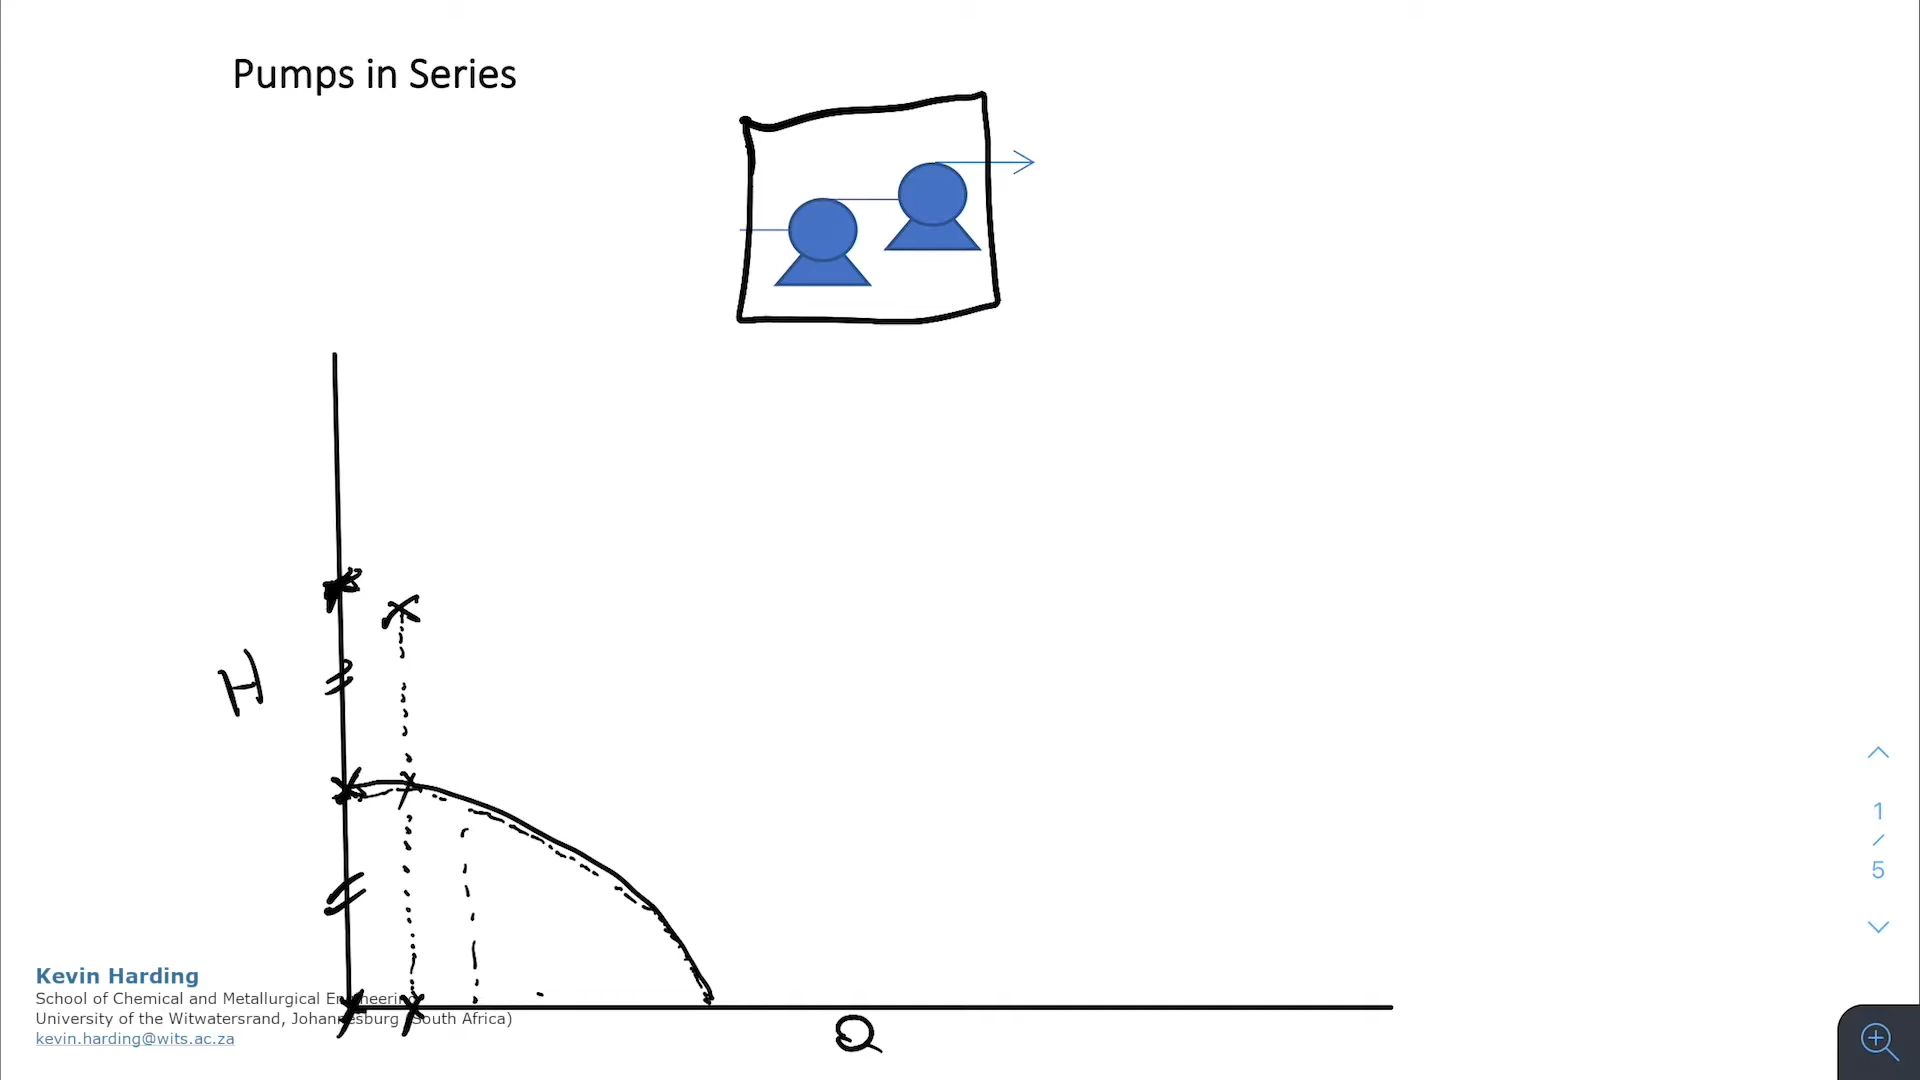 Pumps in Series
H
Kevin Harding
School of Chemical and Metallurgical Engineering
University of the Witwatersrand, Johannesburg (South Africa)
kevin.harding@wits.ac.za
Q
1
/
5